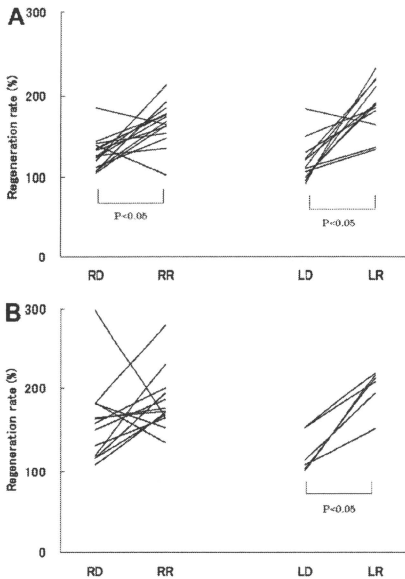 A
Regeneration rate (%)
300
200
100
0
P<0.05
P<0.05
RD RR LD LR
B
Regeneration rate (%)
300
200
100
0
P<0.05
RD RR LD LR